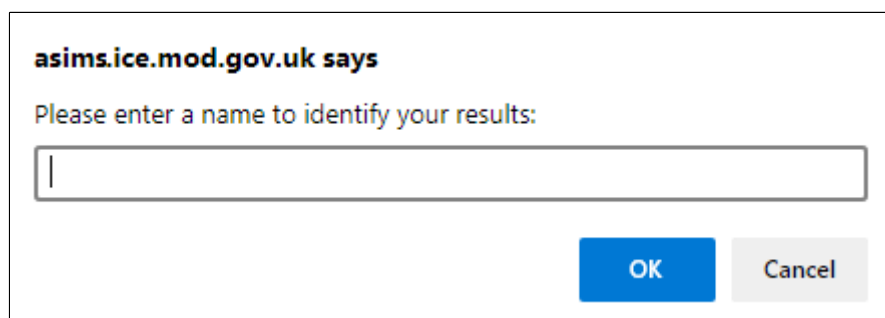 asims.ice.mod.gov.uk says
Please enter a name to identify your results:
OK Cancel